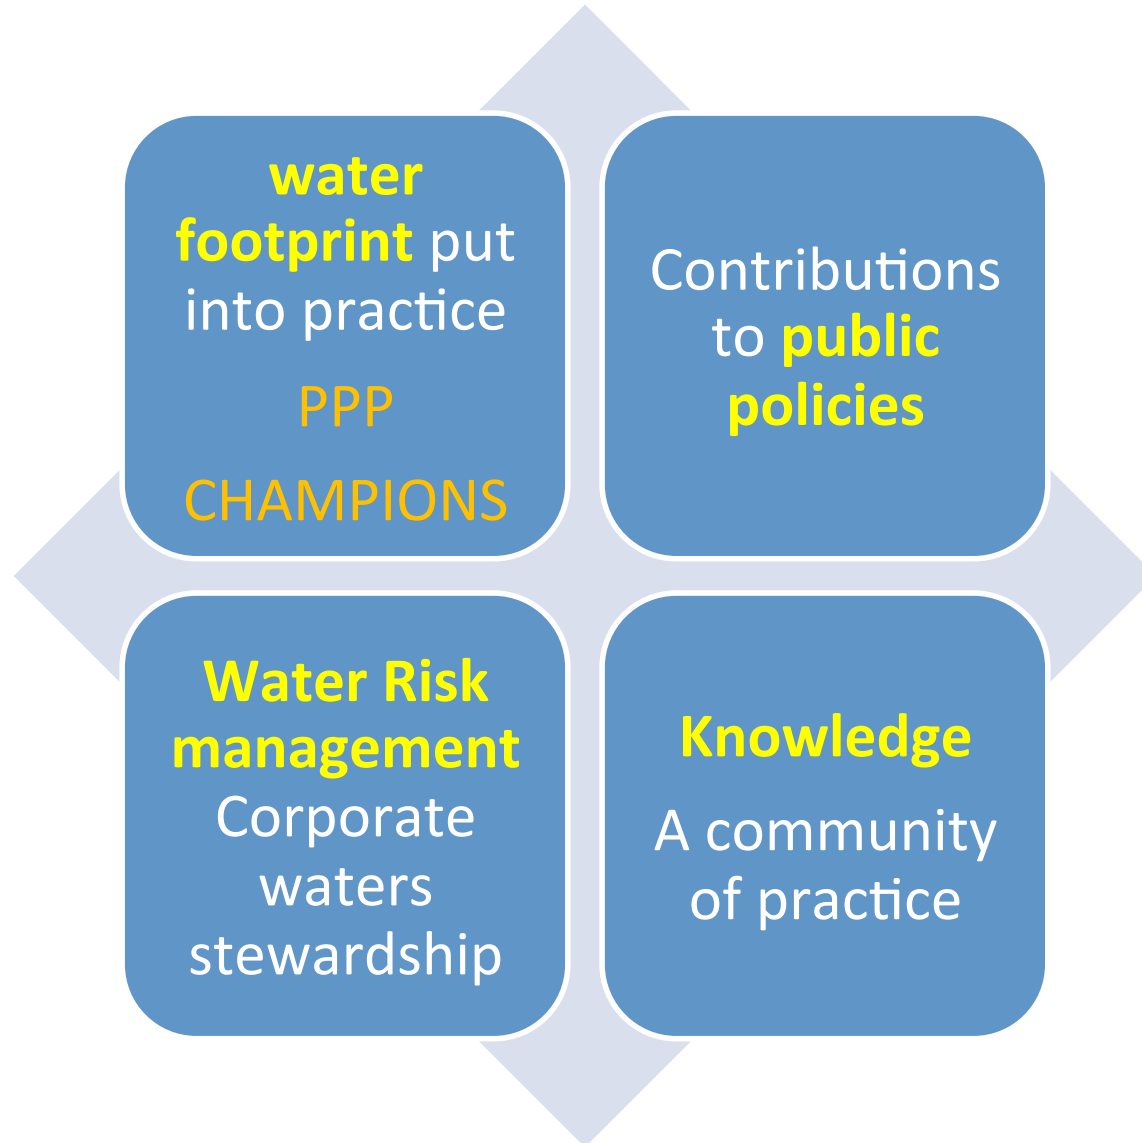 water
footprint put
into practice
PPP
CHAMPIONS
Contributions
to public
policies
Water Risk
management
Corporate
waters
stewardship
Knowledge
A community
of practice